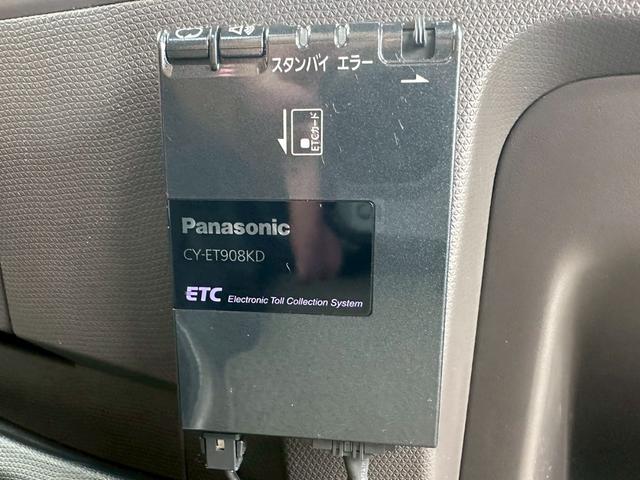 スタンバイ エラー
ETCカード
Panasonic
CY-ET908KD
ETC Electronic Toll Collection System